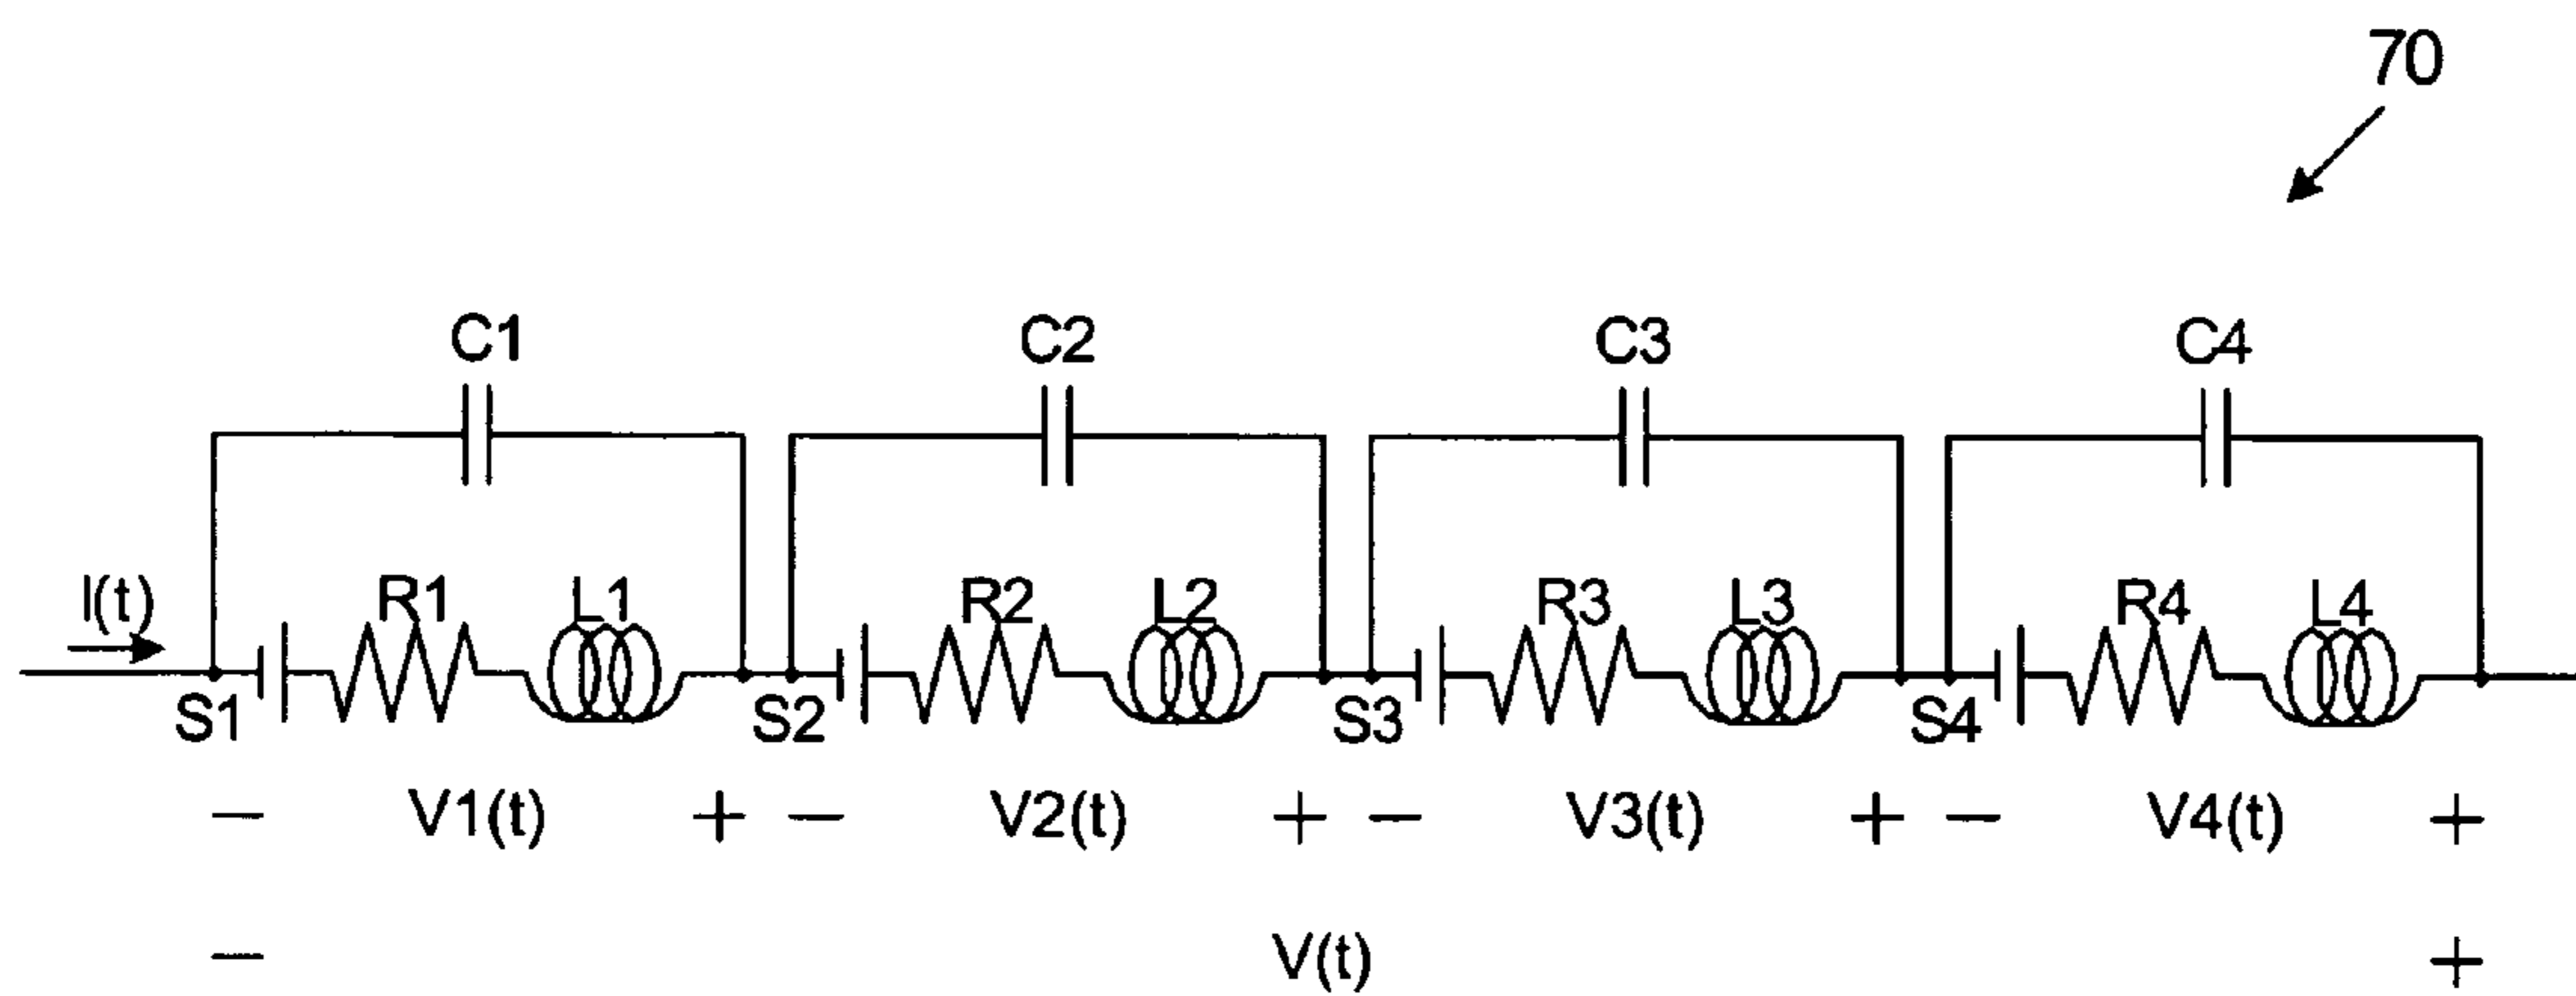 70
C1 C2 C3 C4
I(t) R1 L1 R2 L2 R3 L3 R4 L4
S1 S2 S3 S4
− V1(t) + − V2(t) + − V3(t) + − V4(t) +
− V(t) +